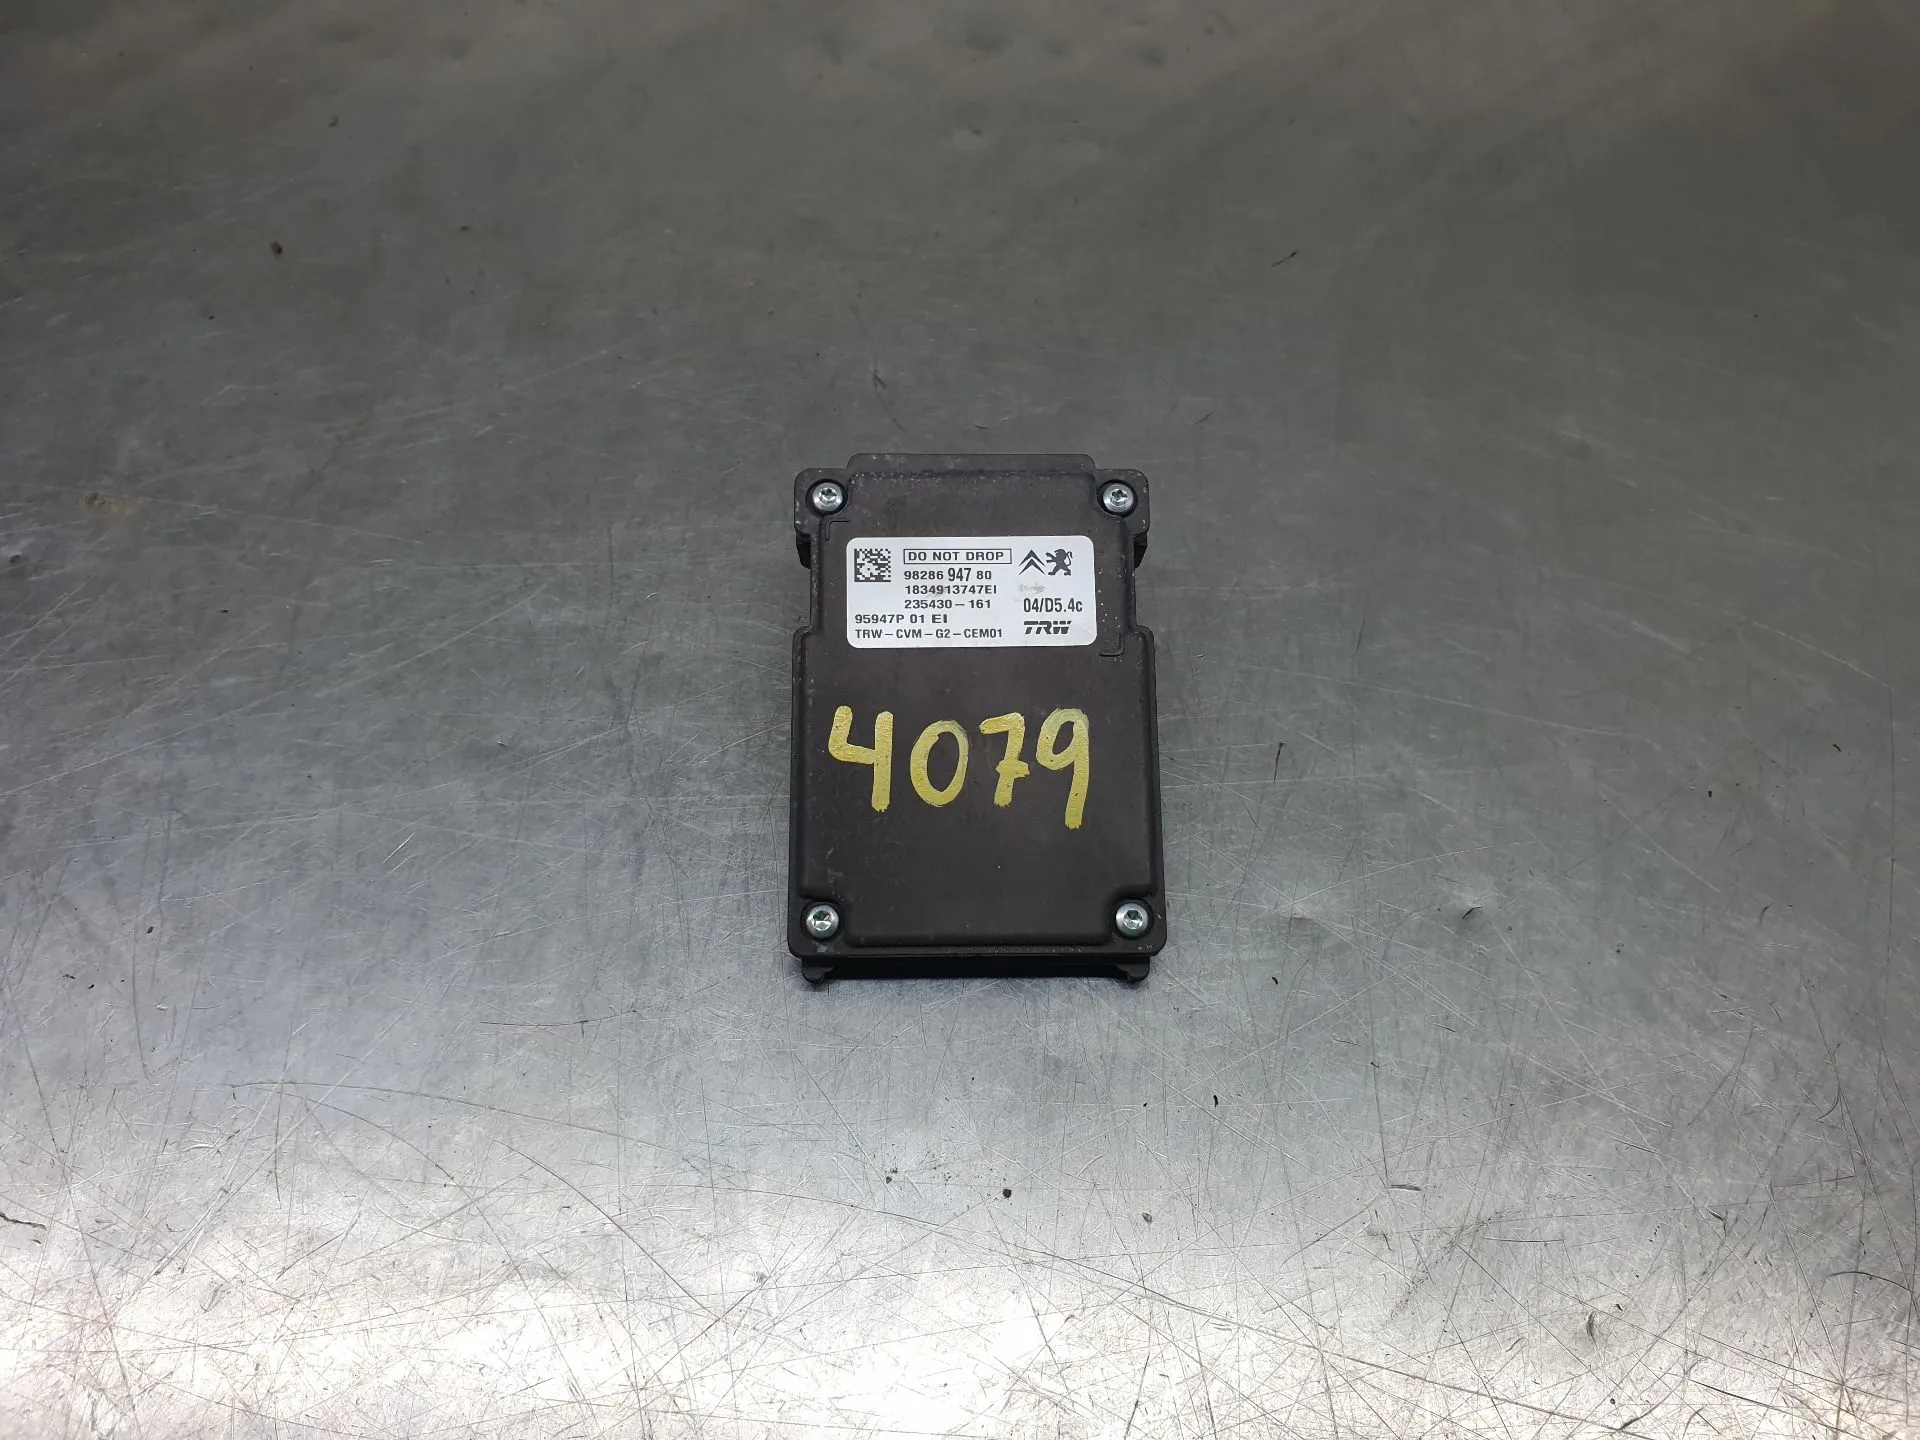 DO NOT DROP
98286 947 80
1834913747EI
235430-161 04/D5.4c
95947P 01 EI
TRW-CVM-G2-CEM01 TRW
4079